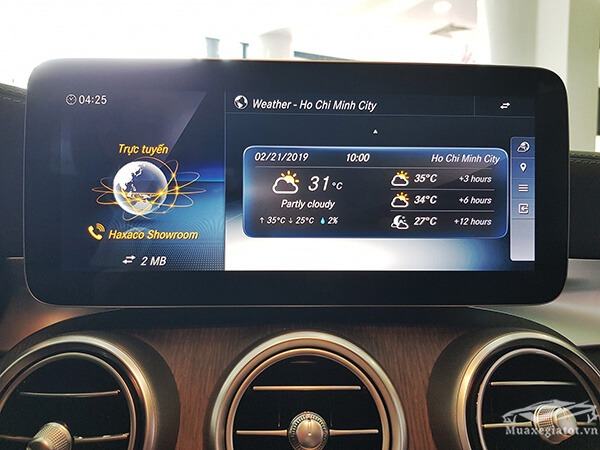 04:25
Trực tuyến
Haxaco Showroom
2 MB
Weather - Ho Chi Minh City
02/21/2019 10:00 Ho Chi Minh City
31°C
Partly cloudy
↑ 35°C ↓ 25°C 2%
35°C +3 hours
34°C +6 hours
27°C +12 hours
Muaxegiatot.vn